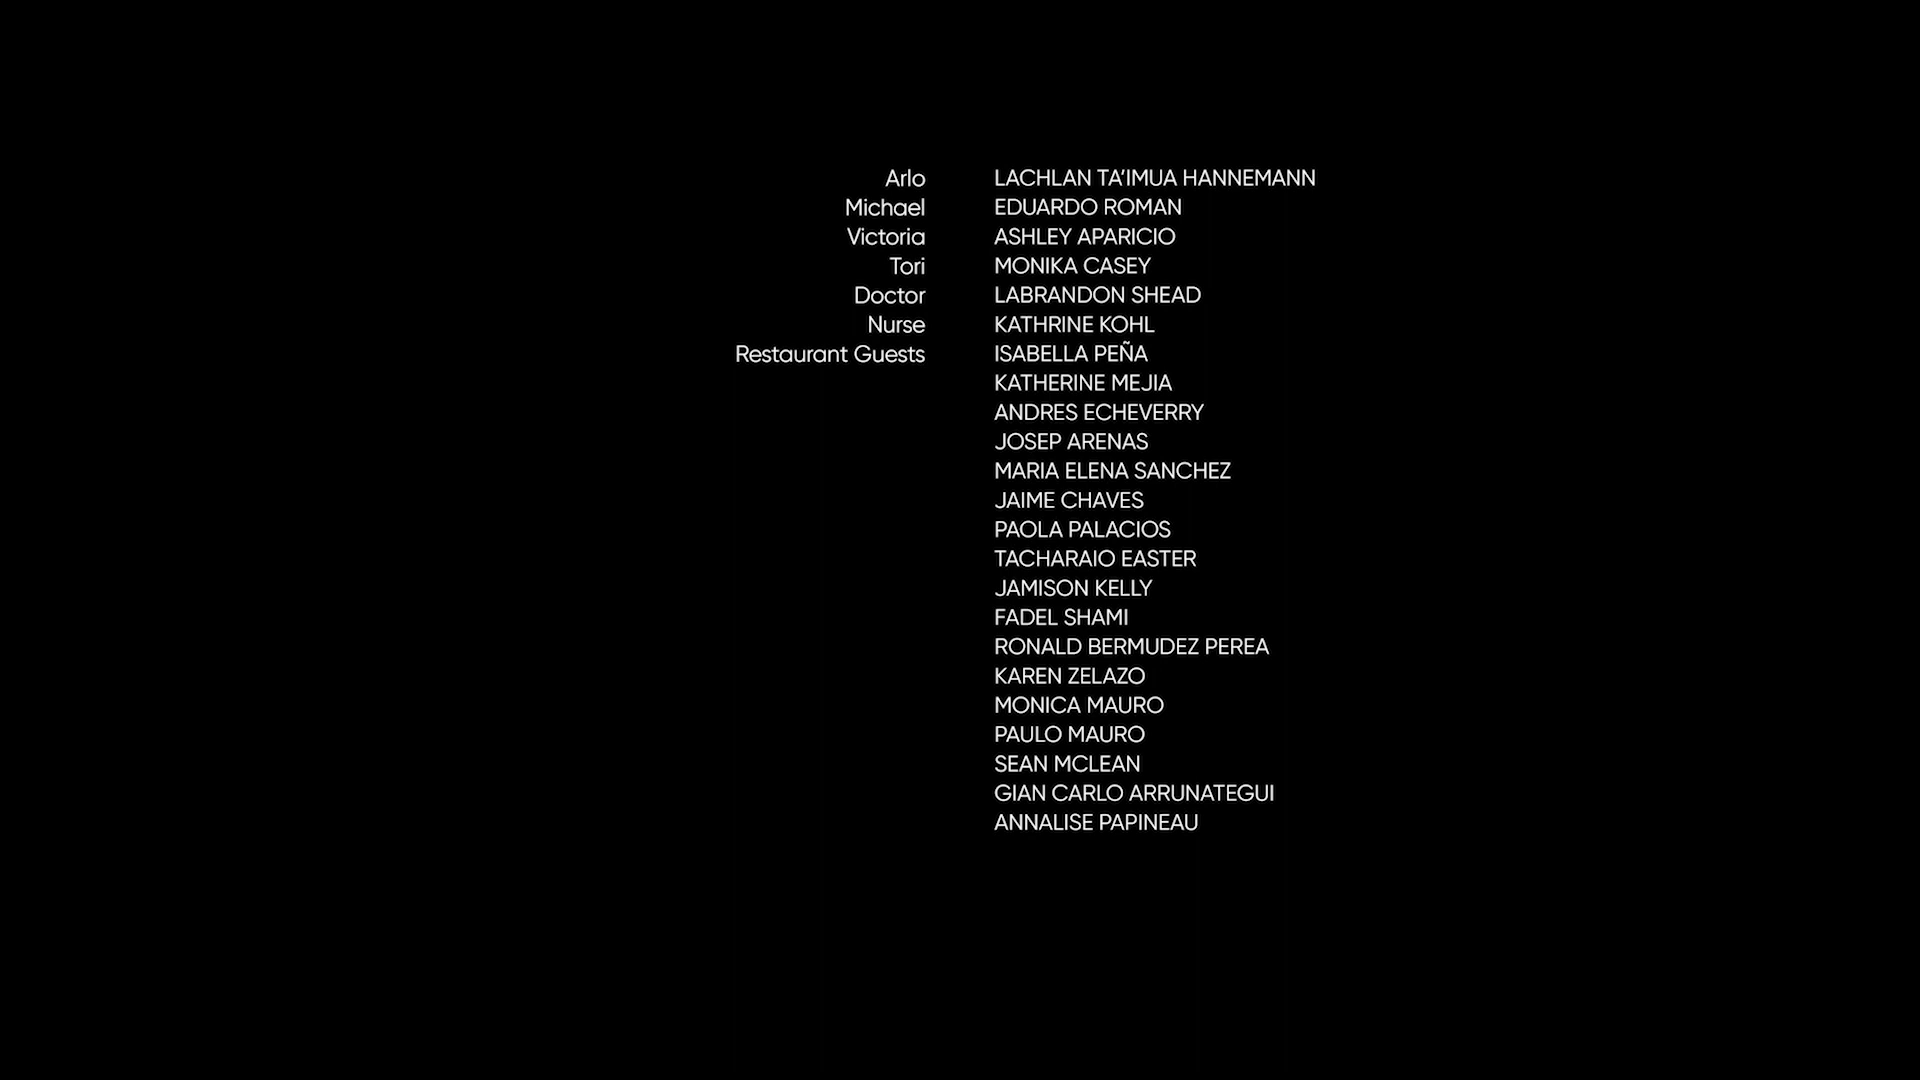 Arlo LACHLAN TA’IMUA HANNEMANN
Michael EDUARDO ROMAN
Victoria ASHLEY APARICIO
Tori MONIKA CASEY
Doctor LABRANDON SHEAD
Nurse KATHRINE KOHL
Restaurant Guests ISABELLA PEÑA
KATHERINE MEJIA
ANDRES ECHEVERRY
JOSEP ARENAS
MARIA ELENA SANCHEZ
JAIME CHAVES
PAOLA PALACIOS
TACHARAIO EASTER
JAMISON KELLY
FADEL SHAMI
RONALD BERMUDEZ PEREA
KAREN ZELAZO
MONICA MAURO
PAULO MAURO
SEAN MCLEAN
GIAN CARLO ARRUNATEGUI
ANNALISE PAPINEAU